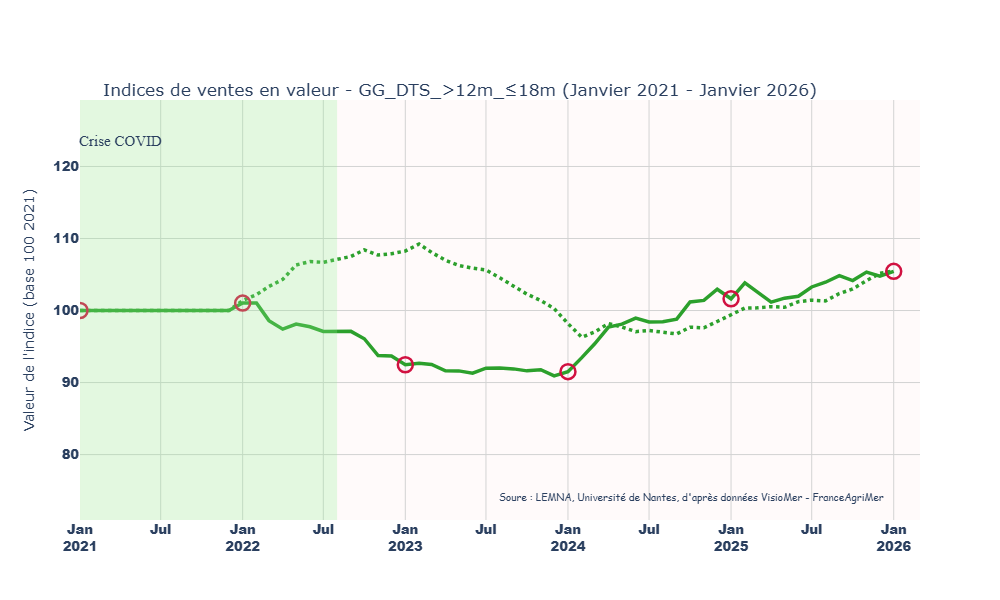 Indices de ventes en valeur - GG_DTS_>12m_≤18m (Janvier 2021 - Janvier 2026)
Crise COVID
Valeur de l'indice (base 100 2021)
120
110
100
90
80
Soure : LEMNA, Université de Nantes, d'après données VisioMer - FranceAgriMer
Jan Jul Jan Jul Jan Jul Jan Jul Jan Jul Jan
2021 2022 2023 2024 2025 2026